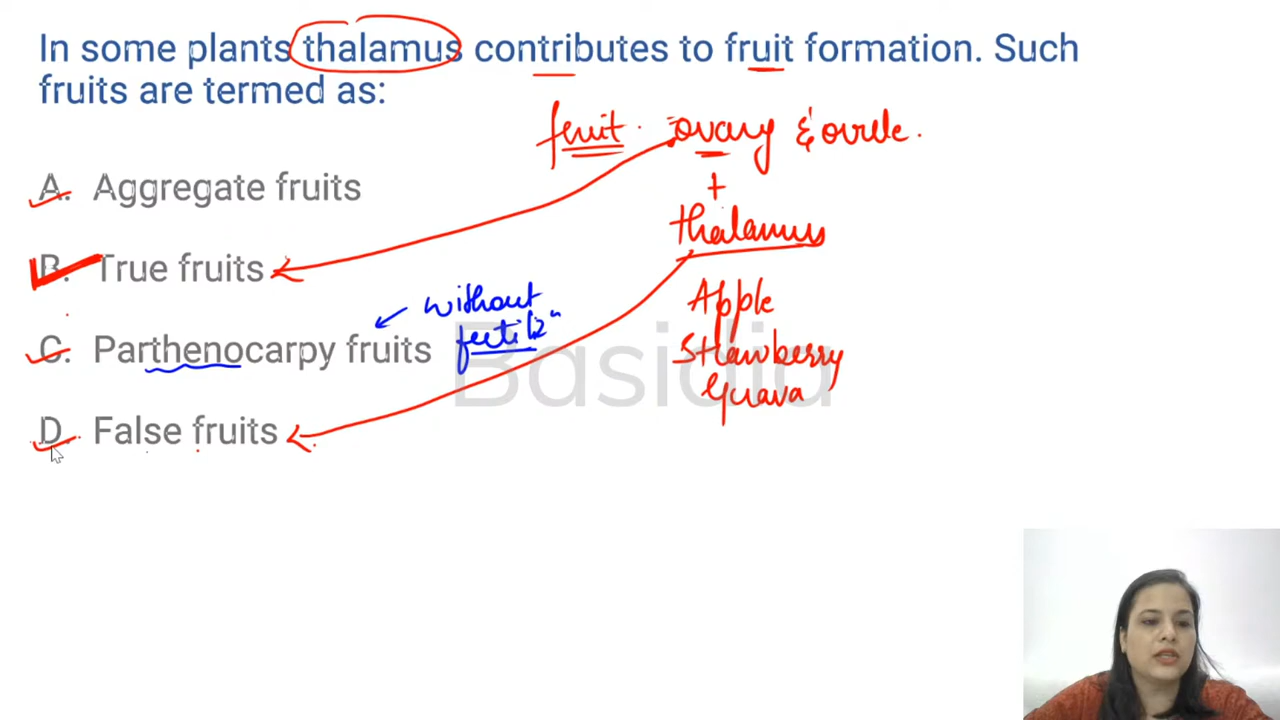 In some plants thalamus contributes to fruit formation. Such
fruits are termed as:
fruit. ovary & ovule.
+
thalamus
A. Aggregate fruits
B. True fruits
Apple
without
fertilizn
C. Parthenocarpy fruits
Strawberry
Guava
Basidia
D. False fruits